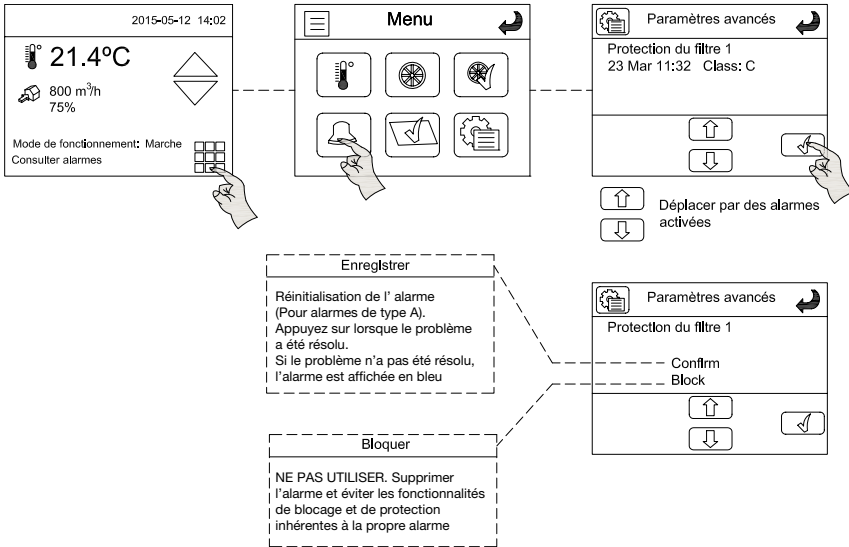 2015-05-12 14:02
21.4ºC
800 m³/h
75%
Mode de fonctionnement: Marche
Consulter alarmes
Menu
Paramètres avancés
Protection du filtre 1
23 Mar 11:32 Class: C
Déplacer par des alarmes
activées
Enregistrer
Réinitialisation de l' alarme
(Pour alarmes de type A).
Appuyez sur lorsque le problème
a été résolu.
Si le problème n'a pas été résolu,
l'alarme est affichée en bleu
Paramètres avancés
Protection du filtre 1
Confirm
Block
Bloquer
NE PAS UTILISER. Supprimer
l'alarme et éviter les fonctionnalités
de blocage et de protection
inhérentes à la propre alarme